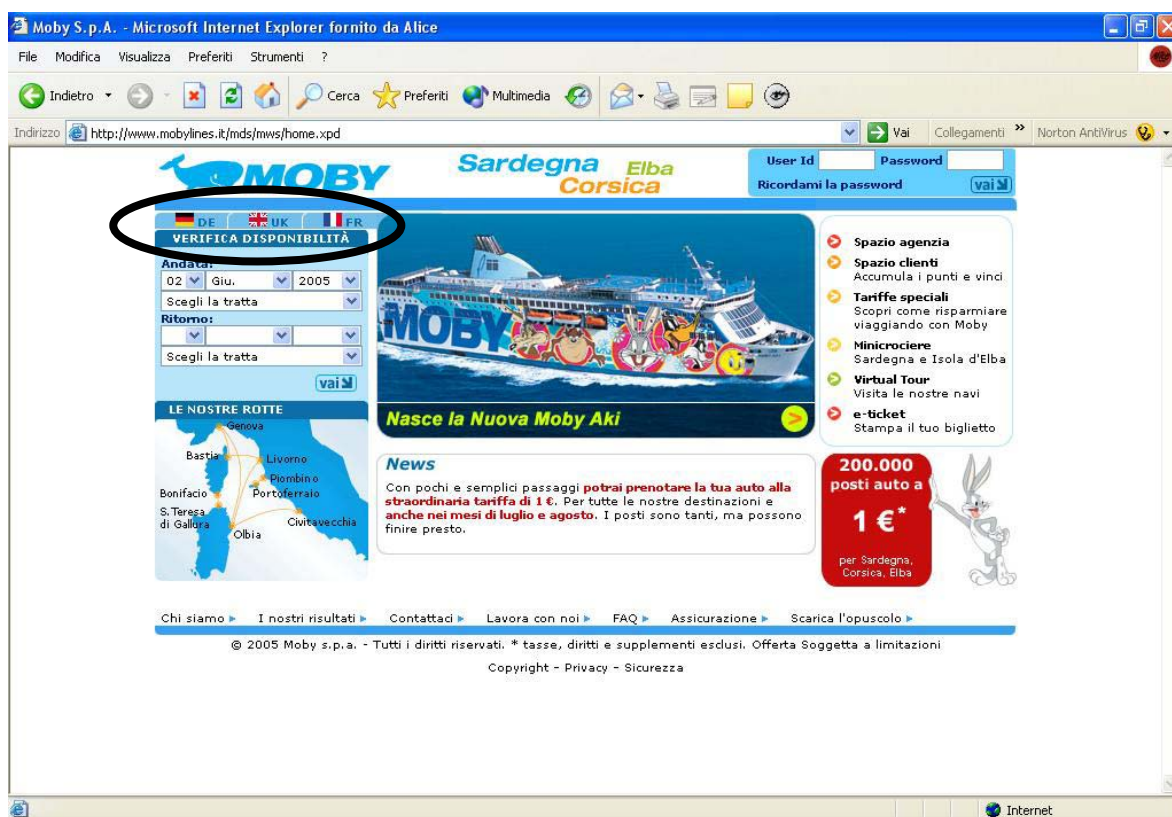 Moby S.p.A. - Microsoft Internet Explorer fornito da Alice
File Modifica Visualizza Preferiti Strumenti ?
Indietro Cerca Preferiti Multimedia
Indirizzo http://www.mobylines.it/mds/mws/home.xpd Vai Collegamenti » Norton AntiVirus
MOBY
Sardegna Elba
Corsica
User Id Password
Ricordami la password vai
DE UK FR
VERIFICA DISPONIBILITÀ
Andata:
02 Giu. 2005
Scegli la tratta
Ritorno:
Scegli la tratta
vai
LE NOSTRE ROTTE
Genova
Bastia
Livorno
Piombino
Bonifacio
Portoferraio
S. Teresa
di Gallura
Civitavecchia
Olbia
MOBY
Nasce la Nuova Moby Aki >
News
Con pochi e semplici passaggi potrai prenotare la tua auto alla
straordinaria tariffa di 1 €. Per tutte le nostre destinazioni e
anche nei mesi di luglio e agosto. I posti sono tanti, ma possono
finire presto.
Spazio agenzia
Spazio clienti
Accumula i punti e vinci
Tariffe speciali
Scopri come risparmiare
viaggiando con Moby
Minicrociere
Sardegna e Isola d'Elba
Virtual Tour
Visita le nostre navi
e-ticket
Stampa il tuo biglietto
200.000
posti auto a
1 €*
per Sardegna,
Corsica, Elba
Chi siamo I nostri risultati Contattaci Lavora con noi FAQ Assicurazione Scarica l'opuscolo
© 2005 Moby s.p.a. - Tutti i diritti riservati. * tasse, diritti e supplementi esclusi. Offerta Soggetta a limitazioni
Copyright - Privacy - Sicurezza
Internet